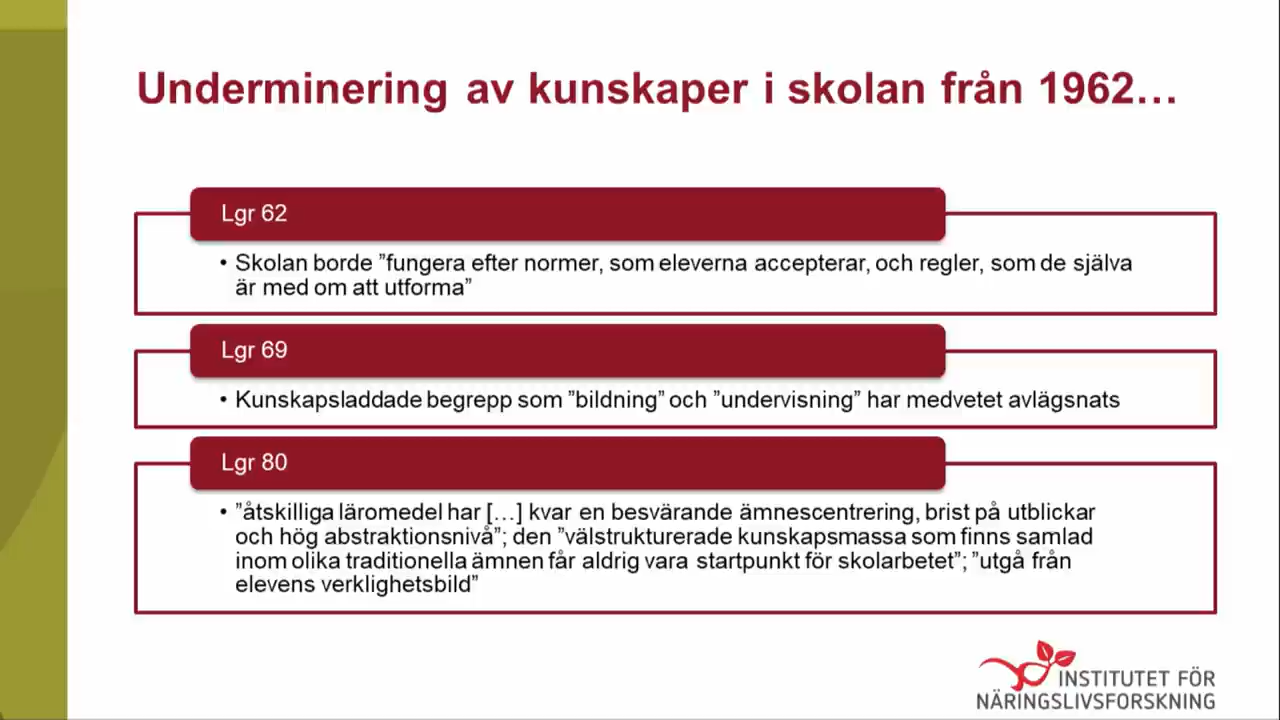 Underminering av kunskaper i skolan från 1962…
Lgr 62
• Skolan borde ”fungera efter normer, som eleverna accepterar, och regler, som de själva
är med om att utforma”
Lgr 69
• Kunskapsladdade begrepp som ”bildning” och ”undervisning” har medvetet avlägsnats
Lgr 80
• ”åtskilliga läromedel har […] kvar en besvärande ämnescentrering, brist på utblickar
och hög abstraktionsnivå”; den ”välstrukturerade kunskapsmassa som finns samlad
inom olika traditionella ämnen får aldrig vara startpunkt för skolarbetet”; ”utgå från
elevens verklighetsbild”
INSTITUTET FÖR
NÄRINGSLIVSFORSKNING